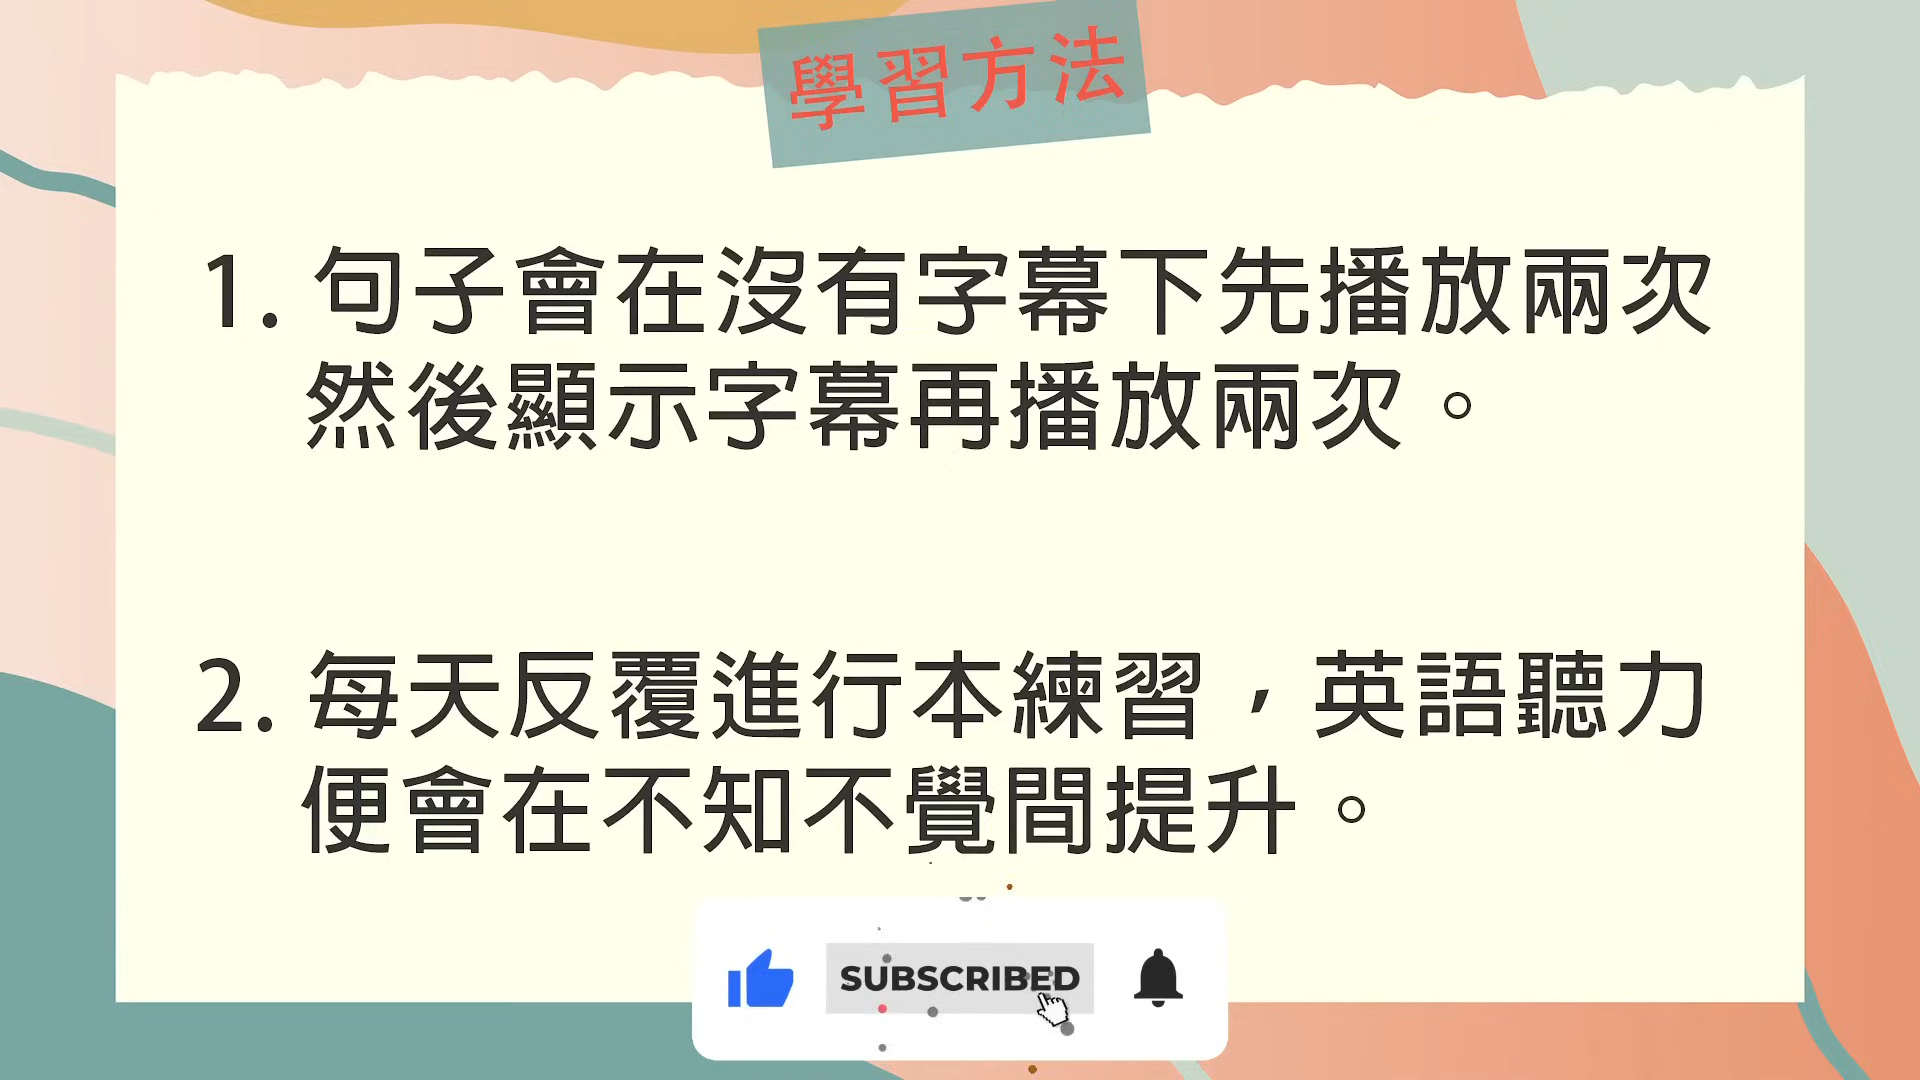 學習方法
1. 句子會在沒有字幕下先播放兩次
然後顯示字幕再播放兩次。
2. 每天反覆進行本練習，英語聽力
便會在不知不覺間提升。
SUBSCRIBED